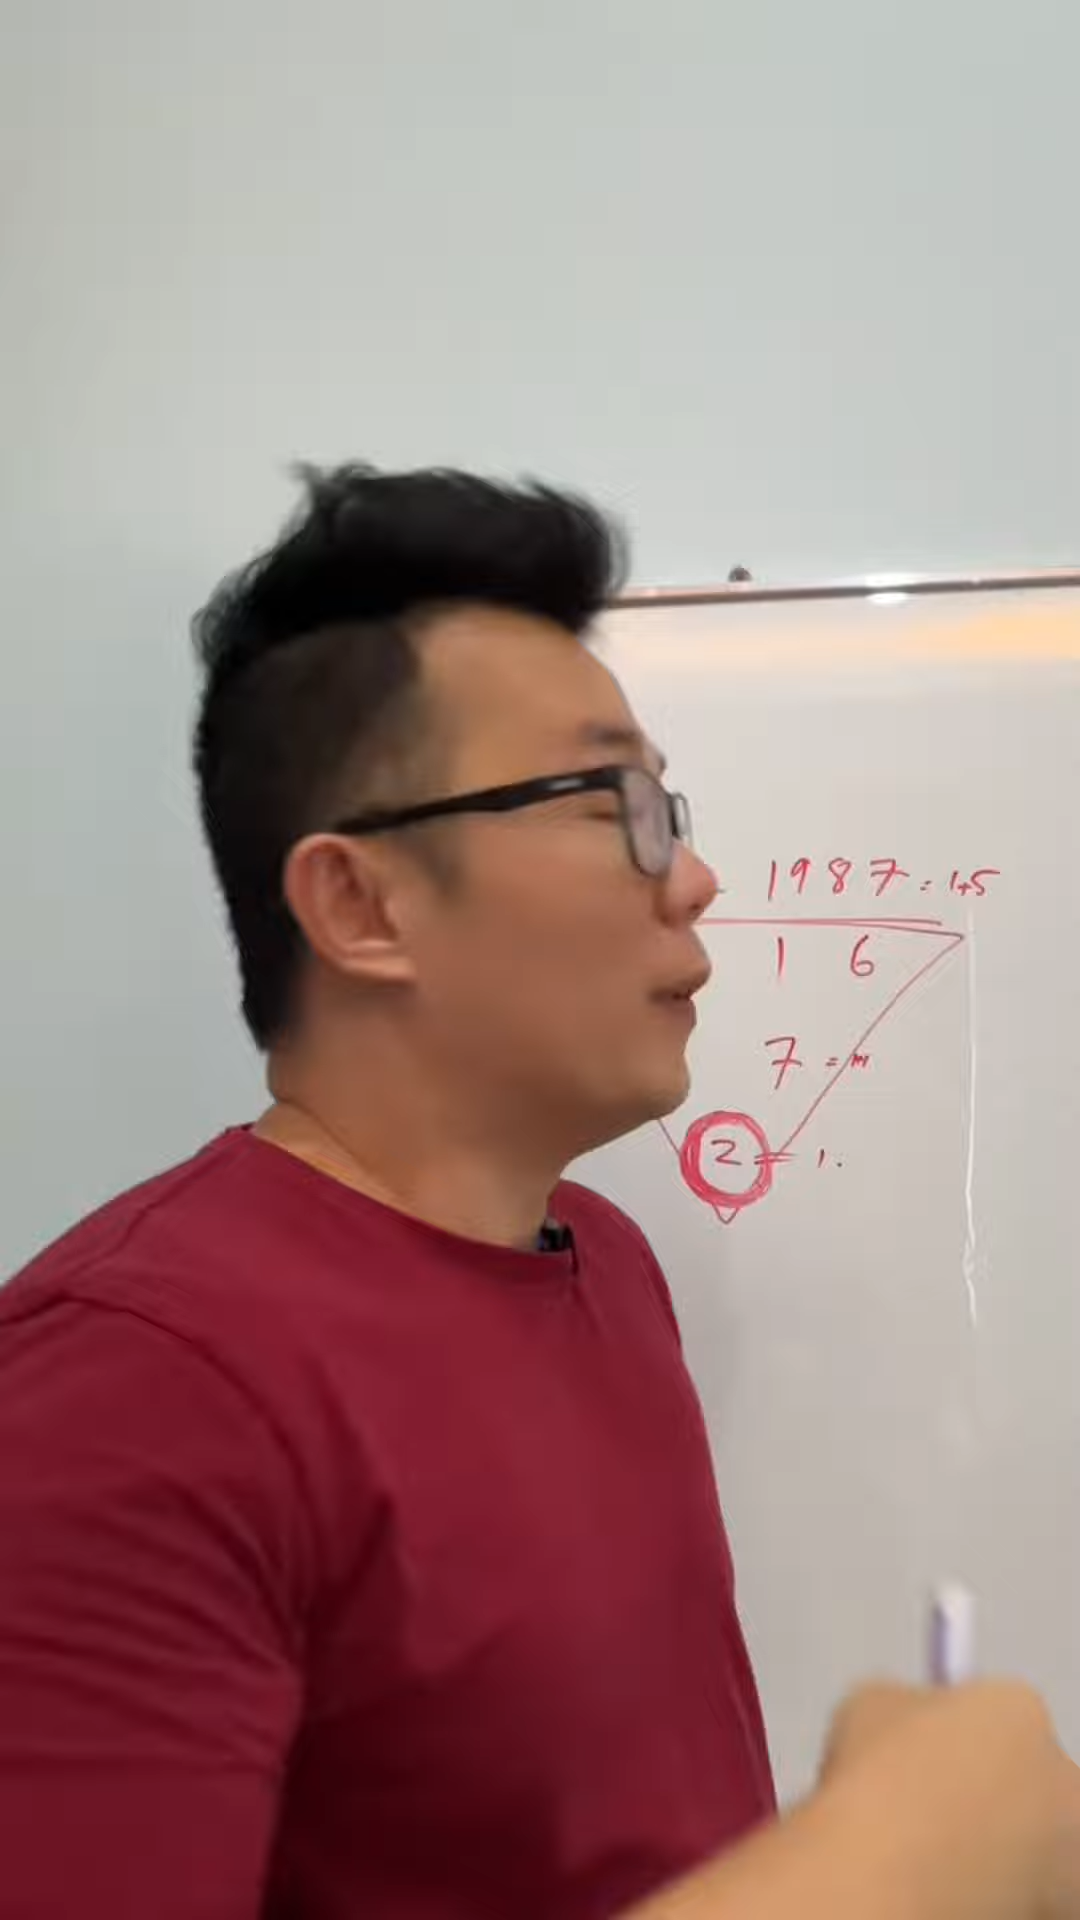 1987 = 1+5
1 6
7 = m
2 = 1.